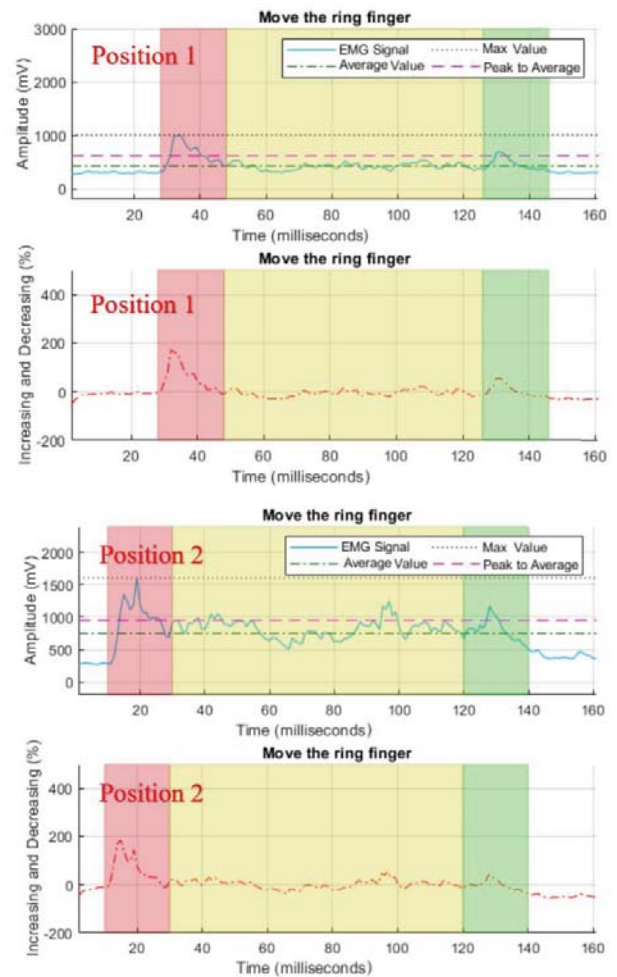 Move the ring finger
Position 1
EMG Signal
Max Value
Average Value
Peak to Average
Amplitude (mV)
3000
2000
1000
0
20 40 60 80 100 120 140 160
Time (milliseconds)
Move the ring finger
Position 1
Increasing and Decreasing (%)
400
200
0
-200
20 40 60 80 100 120 140 160
Time (milliseconds)
Move the ring finger
Position 2
EMG Signal
Max Value
Average Value
Peak to Average
Amplitude (mV)
2000
1500
1000
500
0
20 40 60 80 100 120 140 160
Time (milliseconds)
Move the ring finger
Position 2
Increasing and Decreasing (%)
400
200
0
-200
20 40 60 80 100 120 140 160
Time (milliseconds)